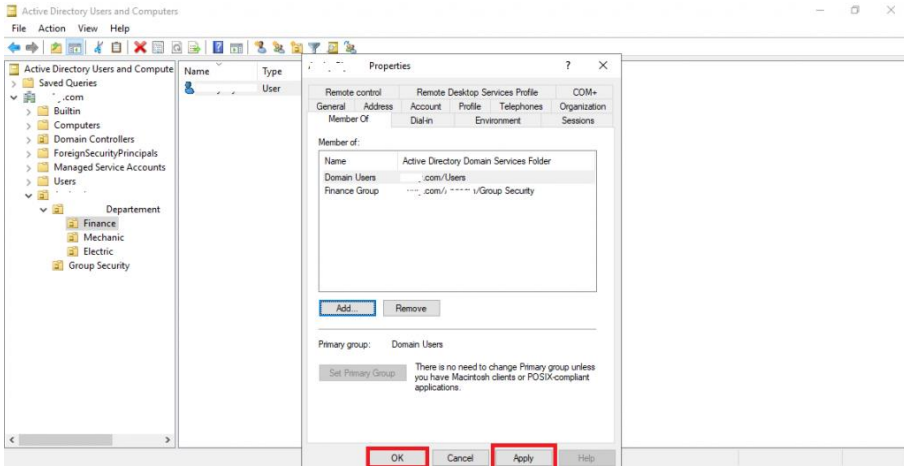 Active Directory Users and Computers
File Action View Help
Active Directory Users and Compute
Saved Queries
.com
Builtin
Computers
Domain Controllers
ForeignSecurityPrincipals
Managed Service Accounts
Users
Departement
Finance
Mechanic
Electric
Group Security
Name Type
User
Properties ? X
Remote control Remote Desktop Services Profile COM+
General Address Account Profile Telephones Organization
Member Of Dial-in Environment Sessions
Member of:
Name Active Directory Domain Services Folder
Domain Users .com/Users
Finance Group .com/ /Group Security
Add... Remove
Primary group: Domain Users
Set Primary Group
There is no need to change Primary group unless
you have Macintosh clients or POSIX-compliant
applications.
OK Cancel Apply Help